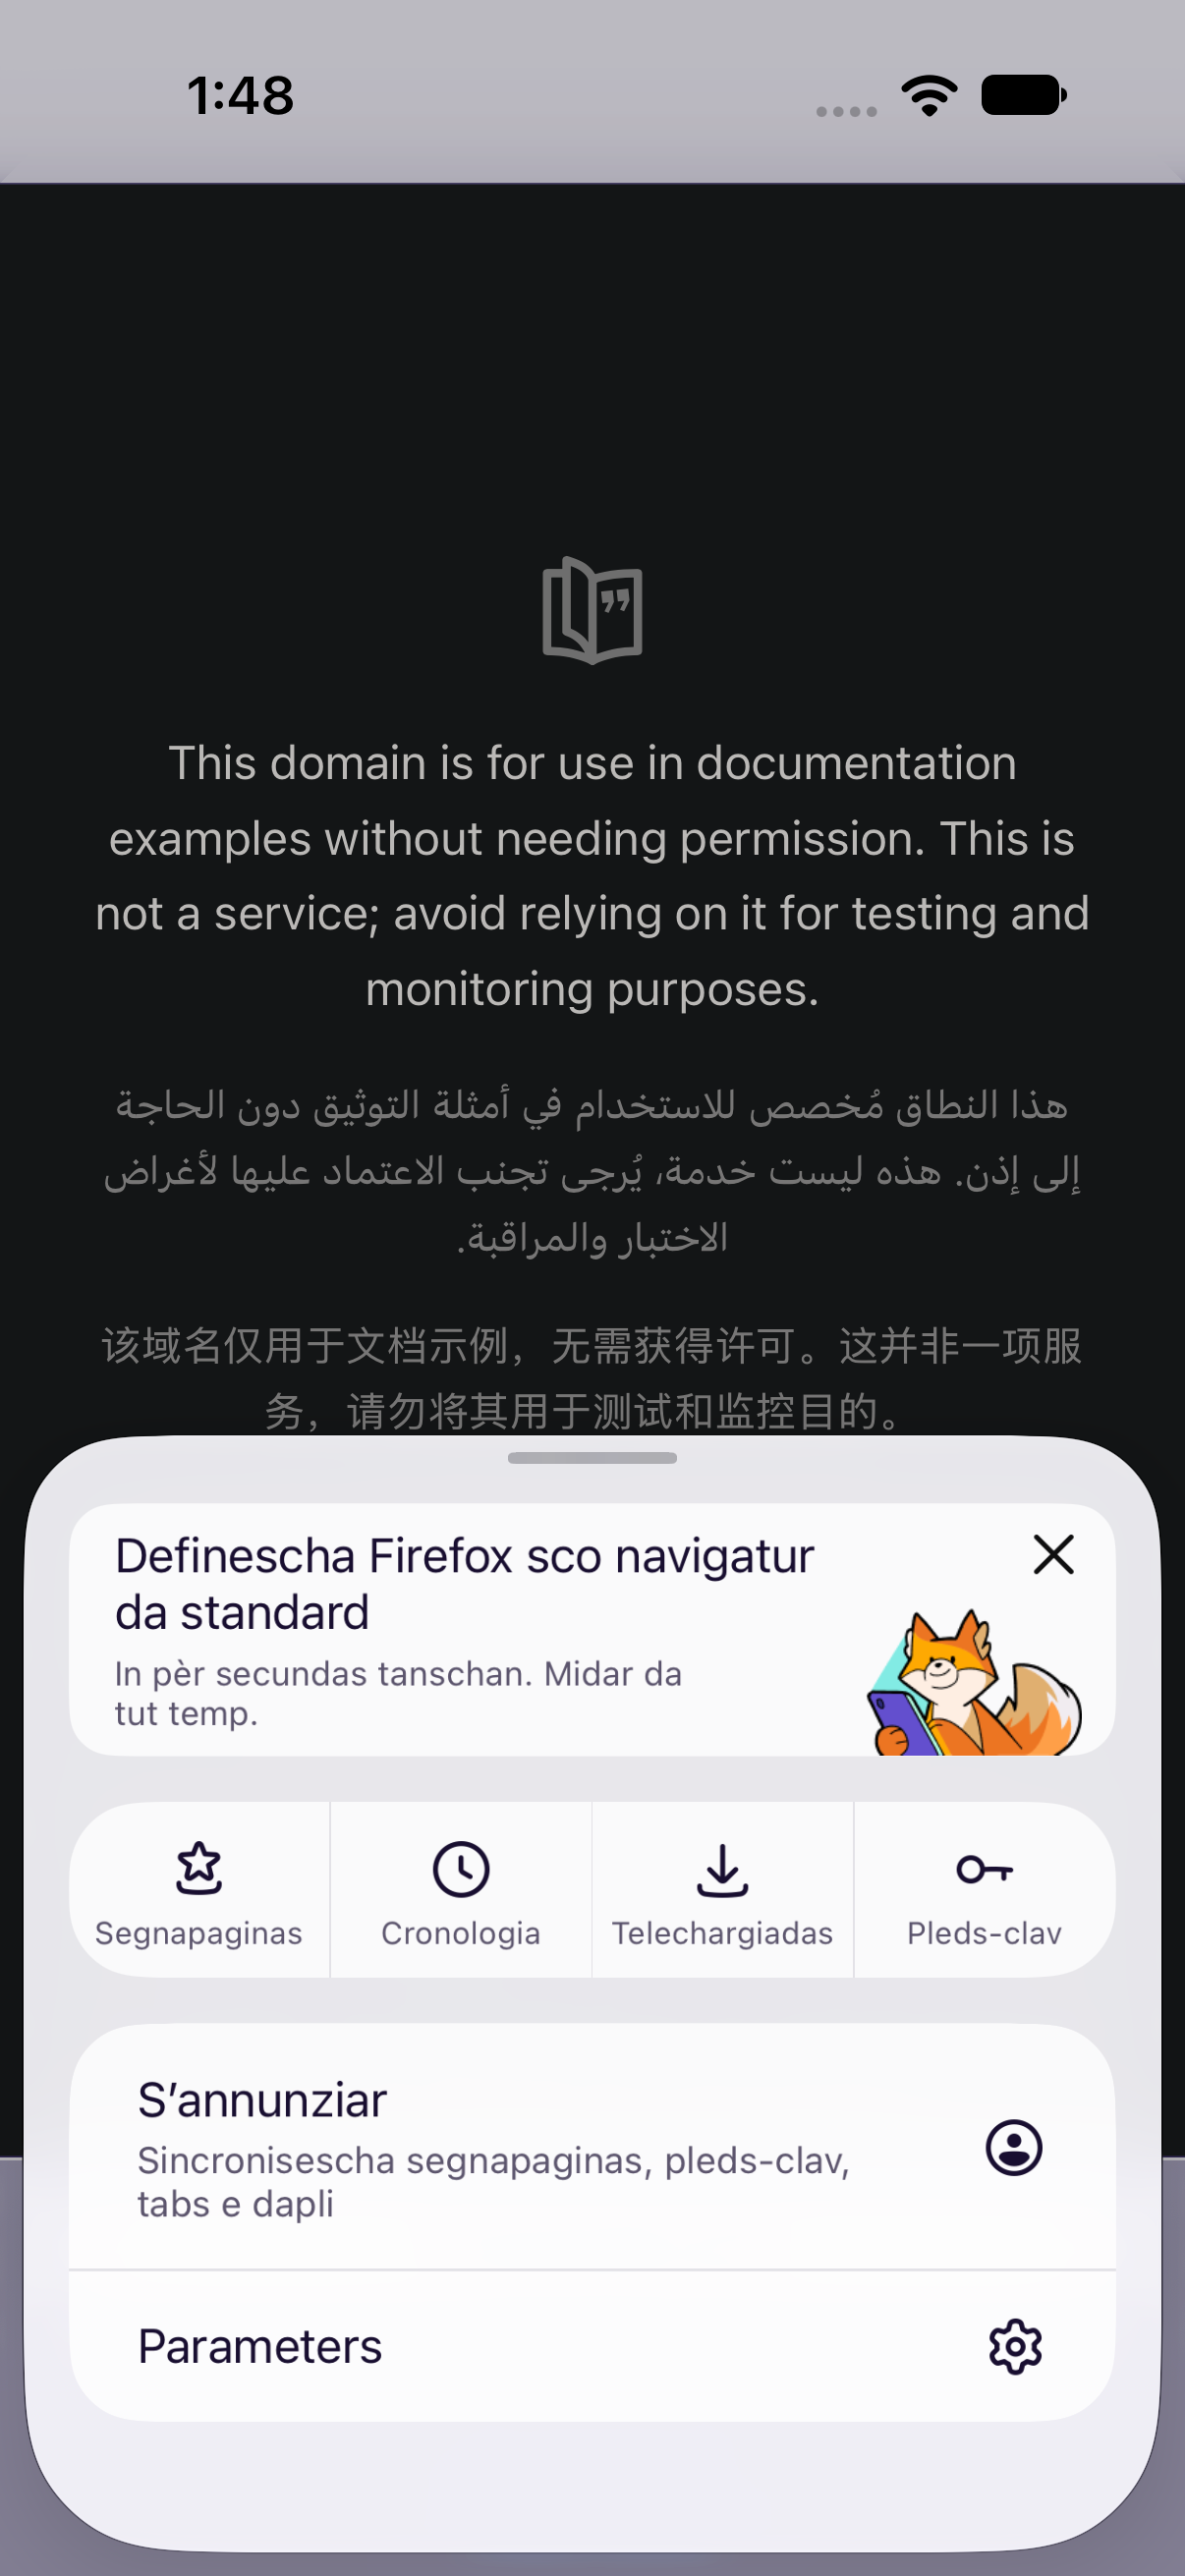 1:48
This domain is for use in documentation
examples without needing permission. This is
not a service; avoid relying on it for testing and
monitoring purposes.
هذا النطاق مُخصص للاستخدام في أمثلة التوثيق دون الحاجة
إلى إذن. هذه ليست خدمة، يُرجى تجنب الاعتماد عليها لأغراض
الاختبار والمراقبة.
该域名仅用于文档示例，无需获得许可。这并非一项服
务，请勿将其用于测试和监控目的。
Definescha Firefox sco navigatur
da standard
In pèr secundas tanschan. Midar da
tut temp.
Segnapaginas
Cronologia
Telechargiadas
Pleds-clav
S’annunziar
Sincronisescha segnapaginas, pleds-clav,
tabs e dapli
Parameters